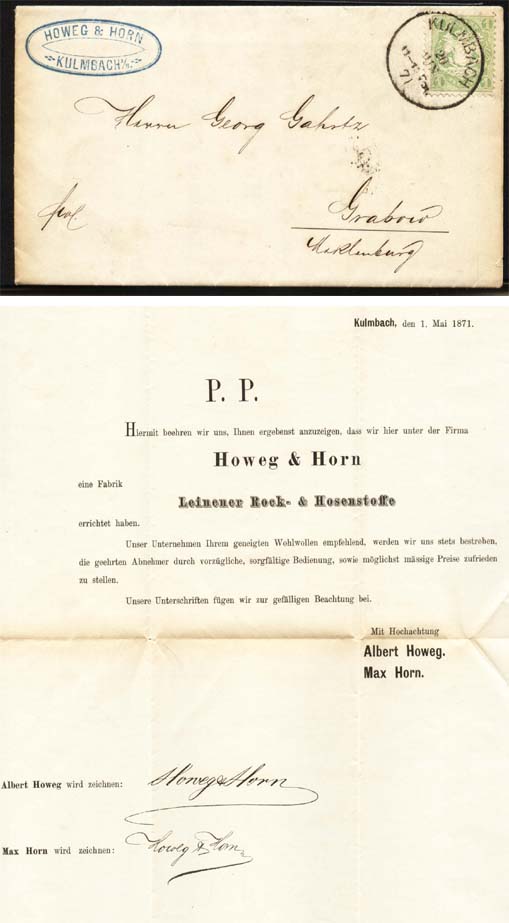 HOWEG & HORN
KULMBACH
KULMBACH
71
Herrn Georg Gahrtz
Grabow
Mecklenburg
Kulmbach, den 1. Mai 1871.
P. P.
Hiermit beehren wir uns, Ihnen ergebenst anzuzeigen, dass wir hier unter der Firma
Howeg & Horn
eine Fabrik
Leinener Rock- & Hosenstoffe
errichtet haben.
Unser Unternehmen Ihrem geneigten Wohlwollen empfehlend, werden wir uns stets bestreben,
die geehrten Abnehmer durch vorzügliche, sorgfältige Bedienung, sowie möglichst mässige Preise zufrieden
zu stellen.
Unsere Unterschriften fügen wir zur gefälligen Beachtung bei.
Mit Hochachtung
Albert Howeg.
Max Horn.
Albert Howeg wird zeichnen: Howeg & Horn
Max Horn wird zeichnen: Howeg & Horn